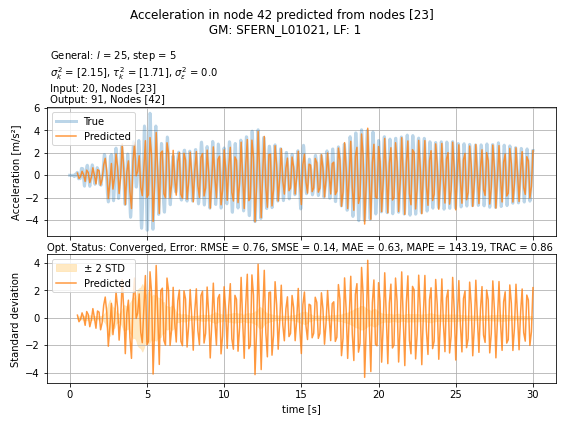 Acceleration in node 42 predicted from nodes [23]
GM: SFERN_L01021, LF: 1
General: l = 25, step = 5
σ²ₖ = [2.15], τ²ₖ = [1.71], σ²ε = 0.0
Input: 20, Nodes [23]
Output: 91, Nodes [42]
Acceleration [m/s²]
6
4
2
0
−2
−4
True
Predicted
Opt. Status: Converged, Error: RMSE = 0.76, SMSE = 0.14, MAE = 0.63, MAPE = 143.19, TRAC = 0.86
Standard deviation
4
2
0
−2
−4
± 2 STD
Predicted
0 5 10 15 20 25 30
time [s]